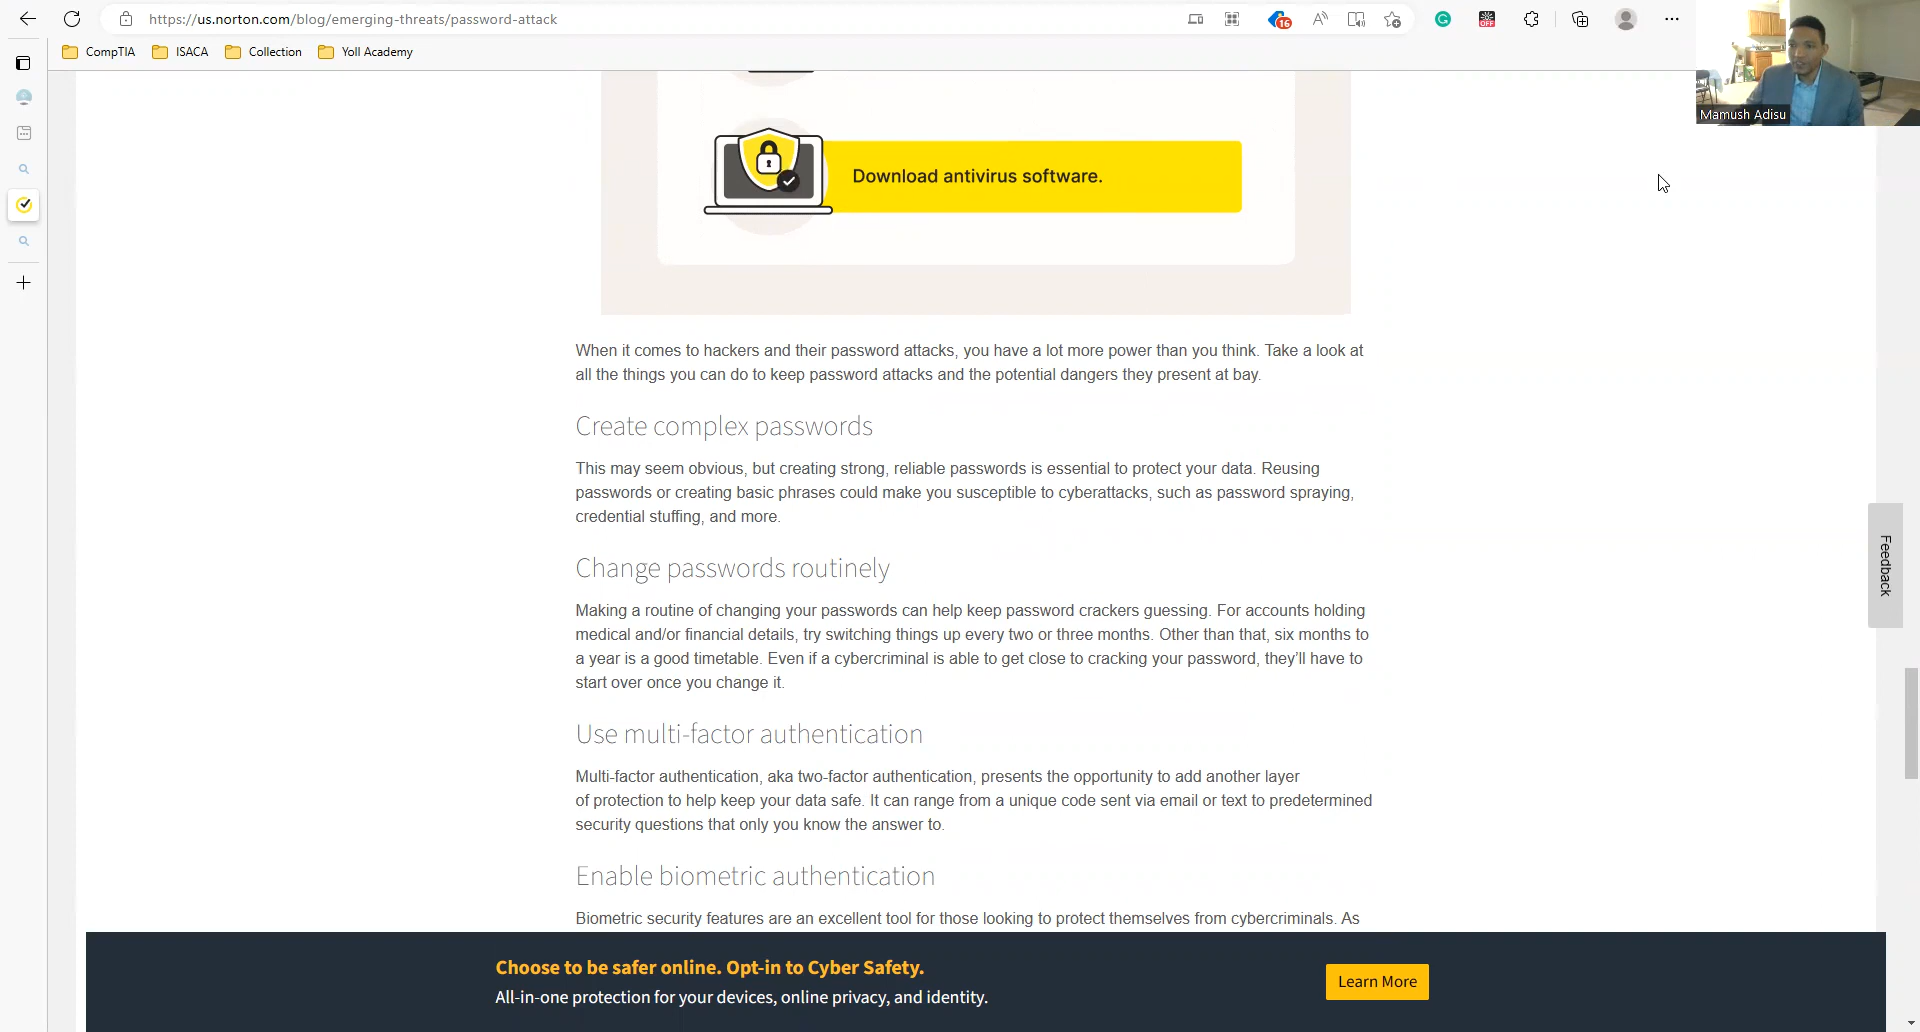 https://us.norton.com/blog/emerging-threats/password-attack
16
OFF
CompTIA
ISACA
Collection
Yoll Academy
Mamush Adisu
Download antivirus software.
When it comes to hackers and their password attacks, you have a lot more power than you think. Take a look at
all the things you can do to keep password attacks and the potential dangers they present at bay.
Create complex passwords
This may seem obvious, but creating strong, reliable passwords is essential to protect your data. Reusing
passwords or creating basic phrases could make you susceptible to cyberattacks, such as password spraying,
credential stuffing, and more.
Change passwords routinely
Making a routine of changing your passwords can help keep password crackers guessing. For accounts holding
medical and/or financial details, try switching things up every two or three months. Other than that, six months to
a year is a good timetable. Even if a cybercriminal is able to get close to cracking your password, they’ll have to
start over once you change it.
Use multi-factor authentication
Multi-factor authentication, aka two-factor authentication, presents the opportunity to add another layer
of protection to help keep your data safe. It can range from a unique code sent via email or text to predetermined
security questions that only you know the answer to.
Enable biometric authentication
Biometric security features are an excellent tool for those looking to protect themselves from cybercriminals. As
Feedback
Choose to be safer online. Opt-in to Cyber Safety.
All-in-one protection for your devices, online privacy, and identity.
Learn More